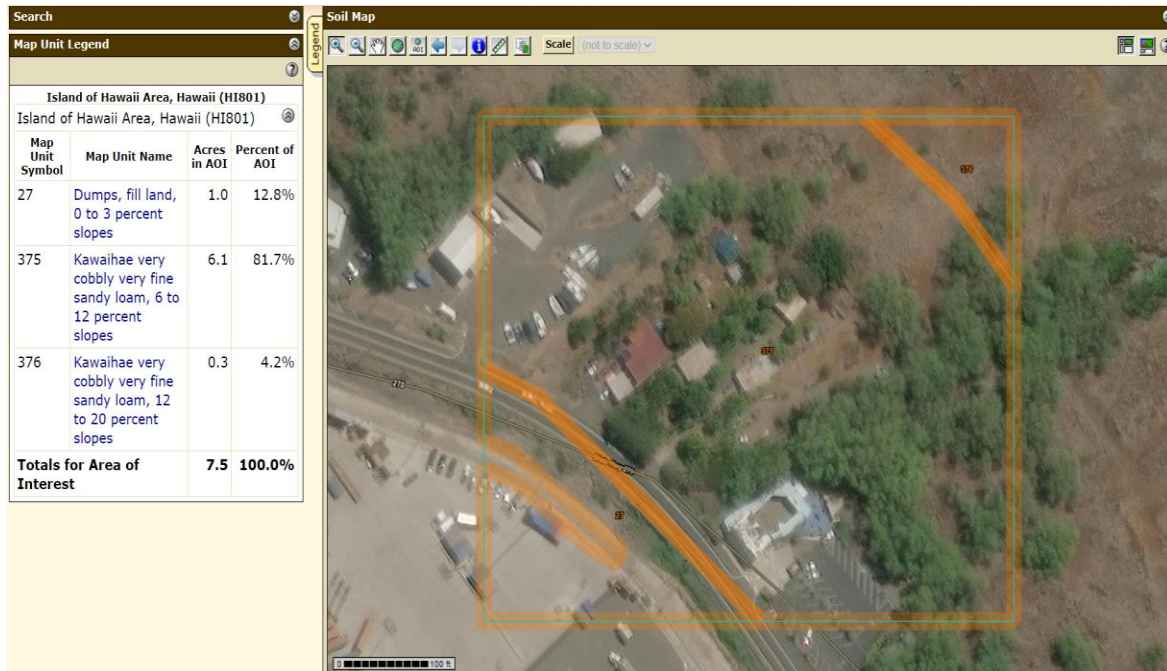 Search
Map Unit Legend
Island of Hawaii Area, Hawaii (HI801)
Island of Hawaii Area, Hawaii (HI801)
Map
Unit
Symbol
Map Unit Name
Acres
in AOI
Percent of
AOI
27
Dumps, fill land,
0 to 3 percent
slopes
1.0
12.8%
375
Kawaihae very
cobbly very fine
sandy loam, 6 to
12 percent
slopes
6.1
81.7%
376
Kawaihae very
cobbly very fine
sandy loam, 12
to 20 percent
slopes
0.3
4.2%
Totals for Area of
Interest
7.5 100.0%
Legend
Soil Map
AOI
Scale (not to scale)
376
375
270
27
0 100 ft